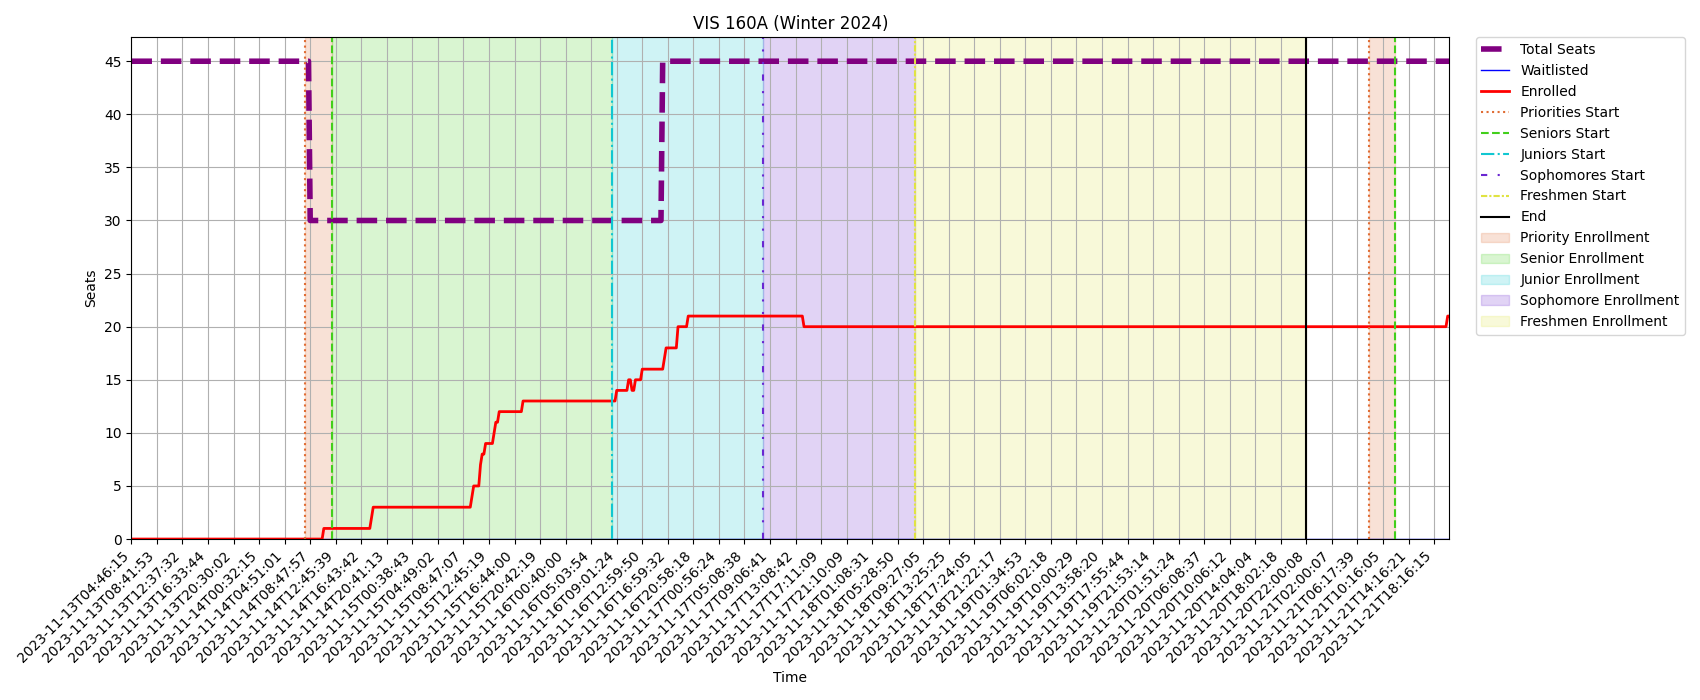 VIS 160A (Winter 2024)
Seats
45
40
35
30
25
20
15
10
5
0
2023-11-13T04:46:15
2023-11-13T08:41:53
2023-11-13T12:37:32
2023-11-13T16:33:44
2023-11-13T20:30:02
2023-11-14T00:32:15
2023-11-14T04:51:01
2023-11-14T08:47:57
2023-11-14T12:45:39
2023-11-14T16:43:42
2023-11-14T20:41:13
2023-11-15T00:38:43
2023-11-15T04:49:02
2023-11-15T08:47:07
2023-11-15T12:45:19
2023-11-15T16:44:00
2023-11-15T20:42:19
2023-11-16T00:40:00
2023-11-16T05:03:54
2023-11-16T09:01:24
2023-11-16T12:59:50
2023-11-16T16:59:32
2023-11-16T20:58:18
2023-11-17T00:56:24
2023-11-17T05:08:38
2023-11-17T09:06:41
2023-11-17T13:08:42
2023-11-17T17:11:09
2023-11-17T21:10:09
2023-11-18T01:08:31
2023-11-18T05:28:50
2023-11-18T09:27:05
2023-11-18T13:25:25
2023-11-18T17:24:05
2023-11-18T21:22:17
2023-11-19T01:34:53
2023-11-19T06:02:18
2023-11-19T10:00:29
2023-11-19T13:58:20
2023-11-19T17:55:44
2023-11-19T21:53:14
2023-11-20T01:51:24
2023-11-20T06:08:37
2023-11-20T10:06:12
2023-11-20T14:04:04
2023-11-20T18:02:18
2023-11-20T22:00:08
2023-11-21T02:00:07
2023-11-21T06:17:39
2023-11-21T10:16:05
2023-11-21T14:16:21
2023-11-21T18:16:15
Time
Total Seats
Waitlisted
Enrolled
Priorities Start
Seniors Start
Juniors Start
Sophomores Start
Freshmen Start
End
Priority Enrollment
Senior Enrollment
Junior Enrollment
Sophomore Enrollment
Freshmen Enrollment